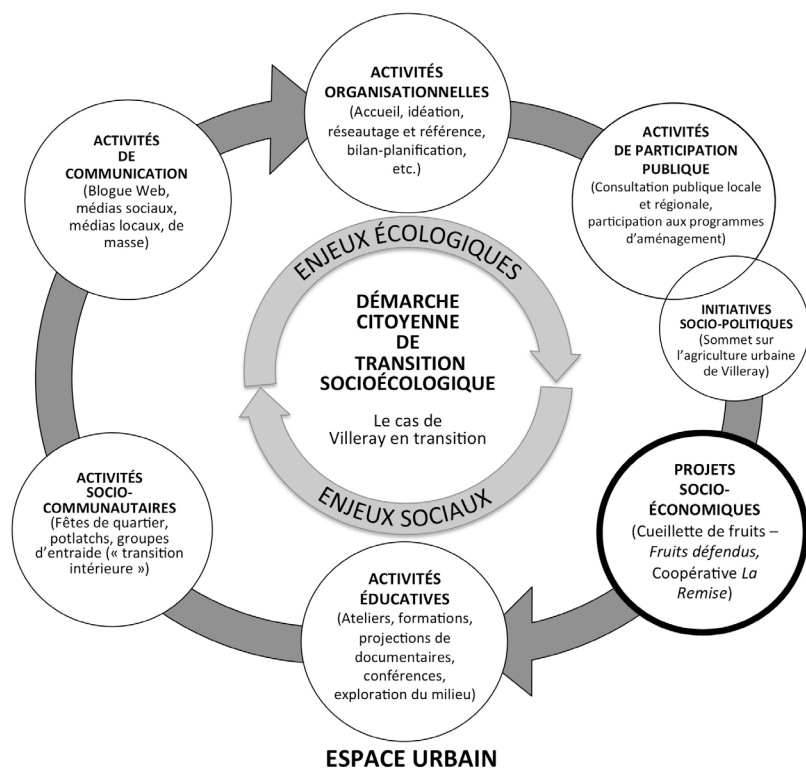 ACTIVITÉS
ORGANISATIONNELLES
(Accueil, idéation,
réseautage et référence,
bilan-planification,
etc.)
ACTIVITÉS
DE PARTICIPATION
PUBLIQUE
(Consultation publique locale
et régionale,
participation aux programmes
d'aménagement)
INITIATIVES
SOCIO-POLITIQUES
(Sommet sur
l'agriculture urbaine
de Villeray)
PROJETS
SOCIO-
ÉCONOMIQUES
(Cueillette de fruits –
Fruits défendus,
Coopérative La
Remise)
ACTIVITÉS
ÉDUCATIVES
(Ateliers, formations,
projections de
documentaires,
conférences,
exploration du milieu)
ACTIVITÉS
SOCIO-
COMMUNAUTAIRES
(Fêtes de quartier,
potlatchs, groupes
d'entraide (« transition
intérieure »)
ACTIVITÉS
DE
COMMUNICATION
(Blogue Web,
médias sociaux,
médias locaux, de
masse)
ENJEUX ÉCOLOGIQUES
DÉMARCHE
CITOYENNE
DE
TRANSITION
SOCIOÉCOLOGIQUE
Le cas de
Villeray en transition
ENJEUX SOCIAUX
ESPACE URBAIN